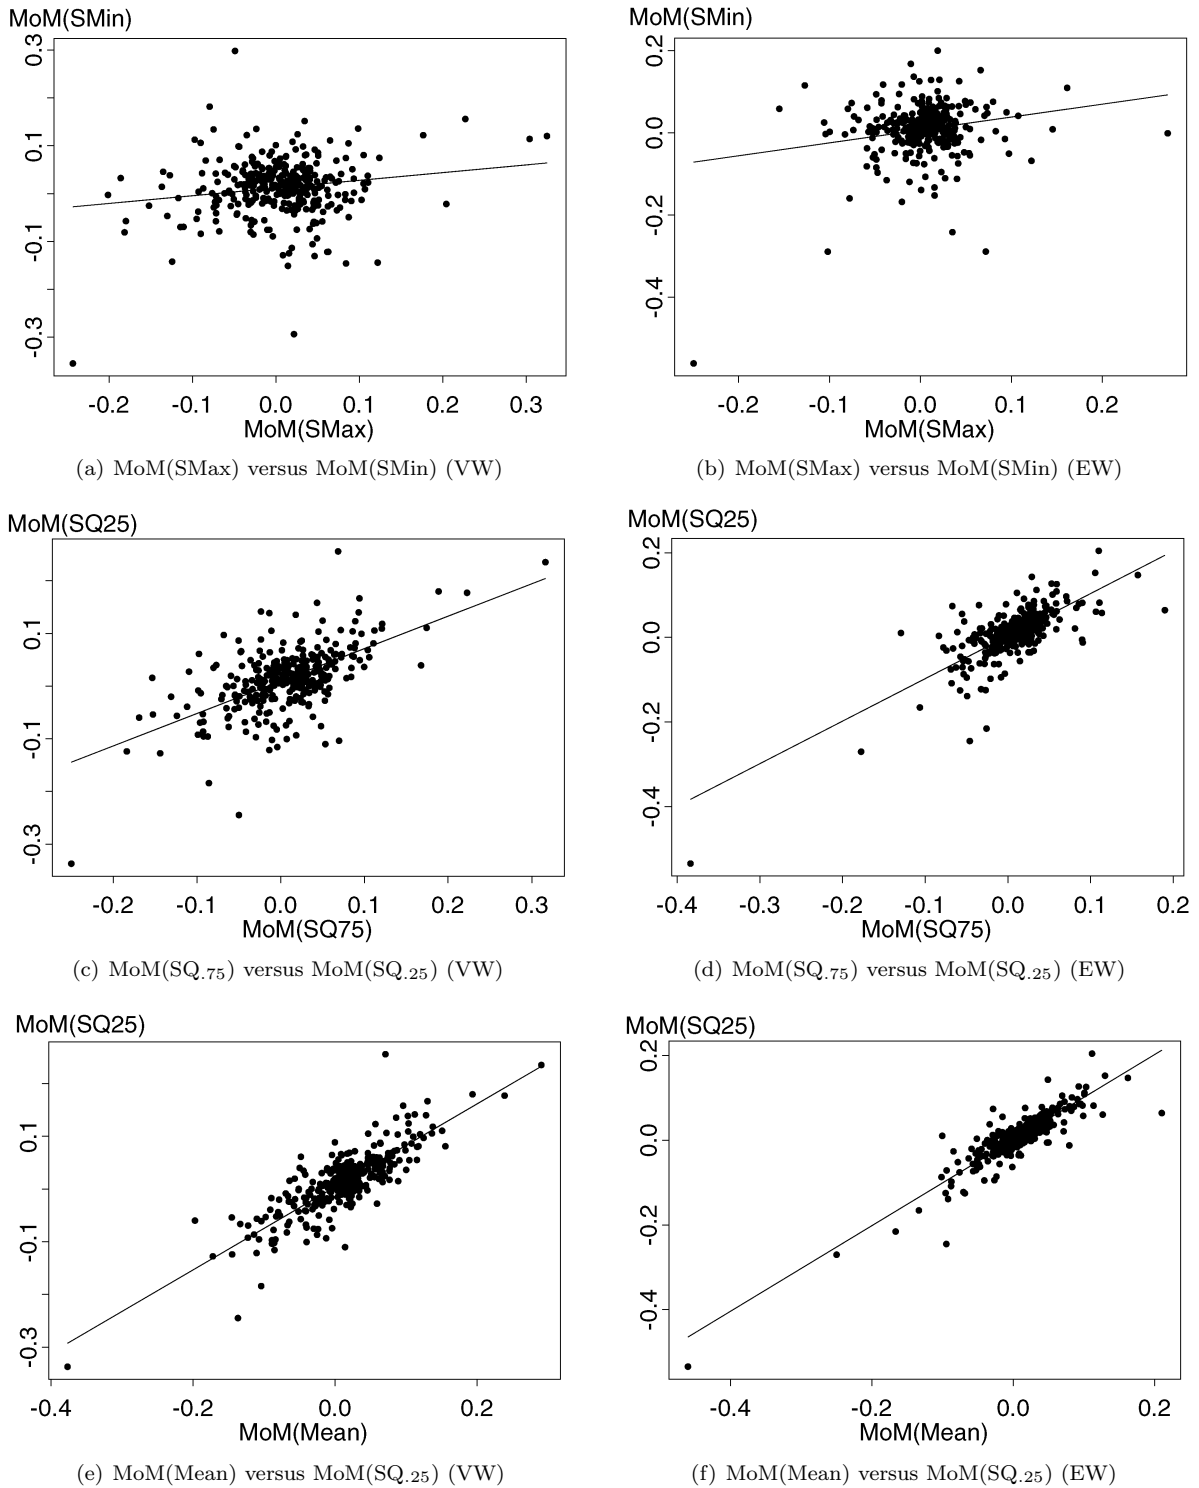 MoM(SMin)
0.3
0.1
-0.1
-0.3
-0.2 -0.1 0.0 0.1 0.2 0.3
MoM(SMax)
(a) MoM(SMax) versus MoM(SMin) (VW)
MoM(SMin)
0.2
0.0
-0.2
-0.4
-0.2 -0.1 0.0 0.1 0.2
MoM(SMax)
(b) MoM(SMax) versus MoM(SMin) (EW)
MoM(SQ25)
0.1
-0.1
-0.3
-0.2 -0.1 0.0 0.1 0.2 0.3
MoM(SQ75)
(c) MoM(SQ.75) versus MoM(SQ.25) (VW)
MoM(SQ25)
0.2
0.0
-0.2
-0.4
-0.4 -0.3 -0.2 -0.1 0.0 0.1 0.2
MoM(SQ75)
(d) MoM(SQ.75) versus MoM(SQ.25) (EW)
MoM(SQ25)
0.1
-0.1
-0.3
-0.4 -0.2 0.0 0.2
MoM(Mean)
(e) MoM(Mean) versus MoM(SQ.25) (VW)
MoM(SQ25)
0.2
0.0
-0.2
-0.4
-0.4 -0.2 0.0 0.2
MoM(Mean)
(f) MoM(Mean) versus MoM(SQ.25) (EW)